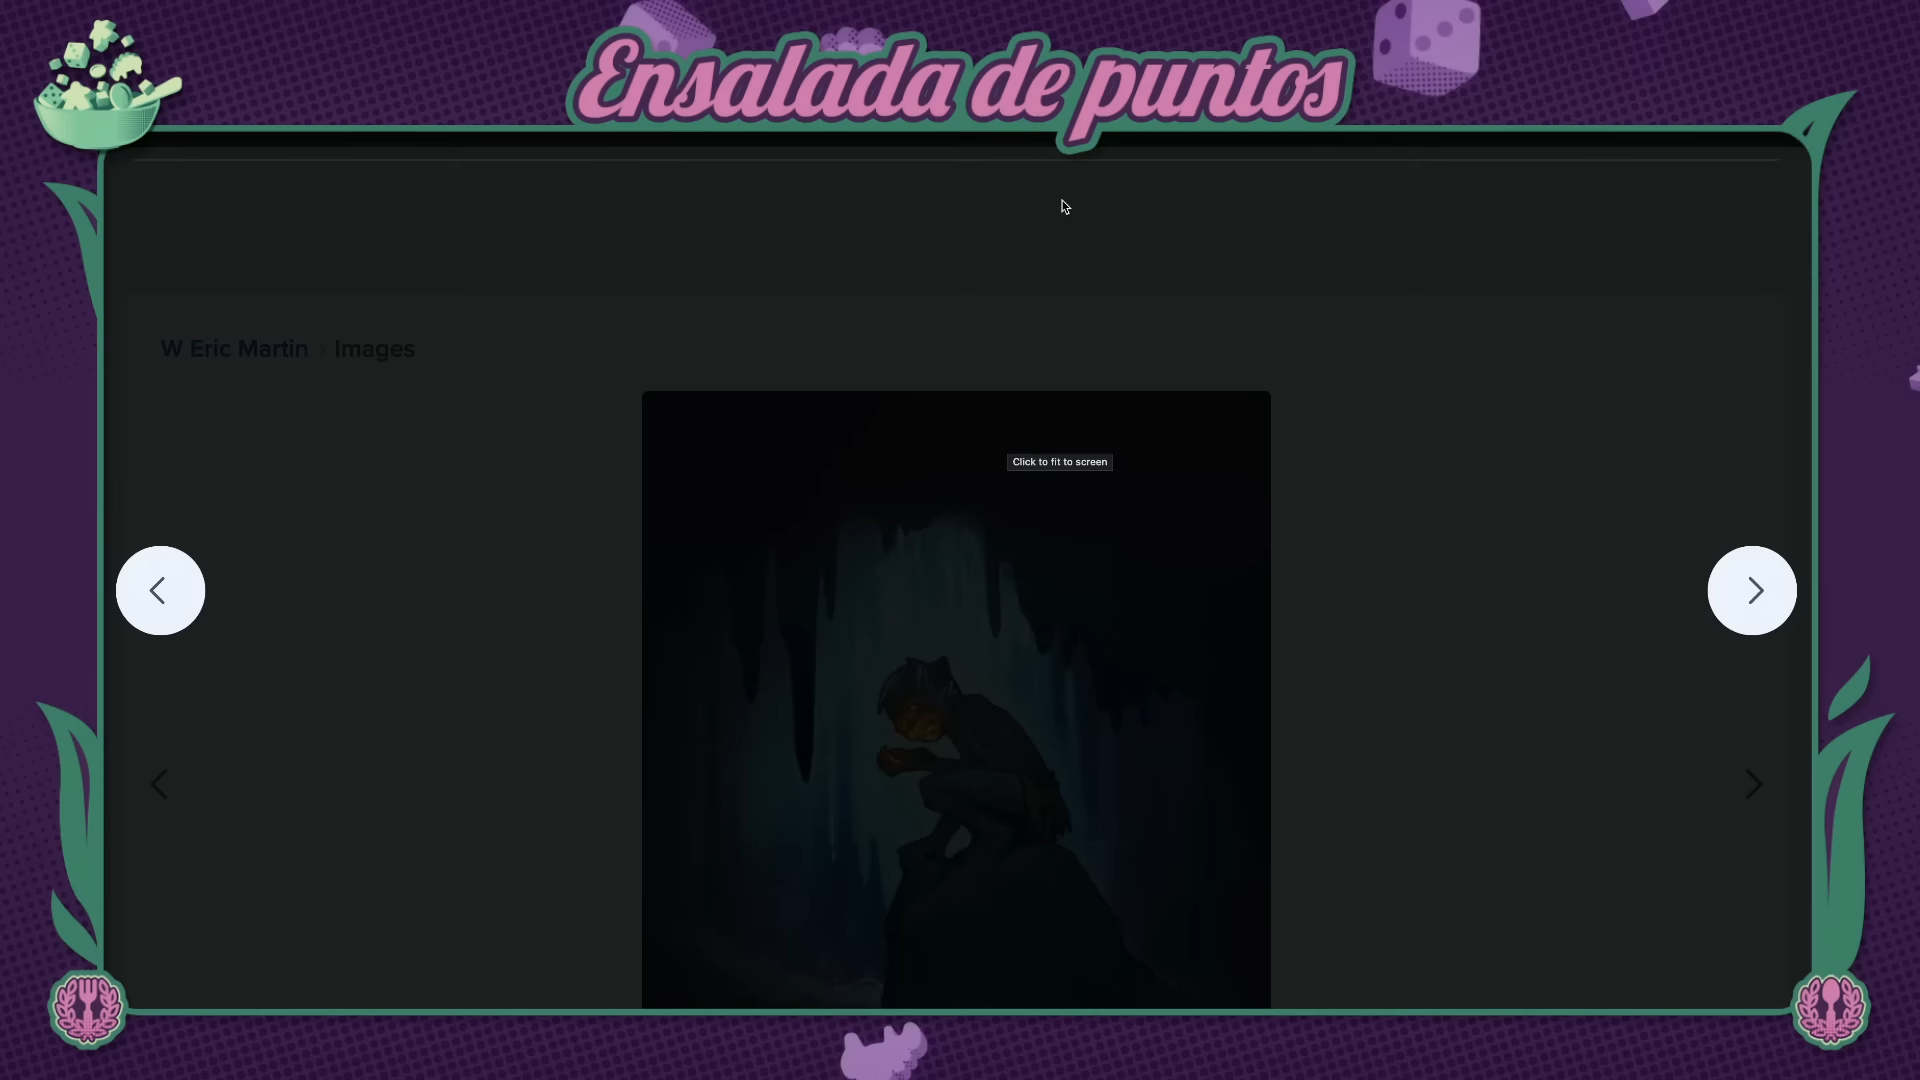 Ensalada de puntos
W Eric Martin › Images
Click to fit to screen